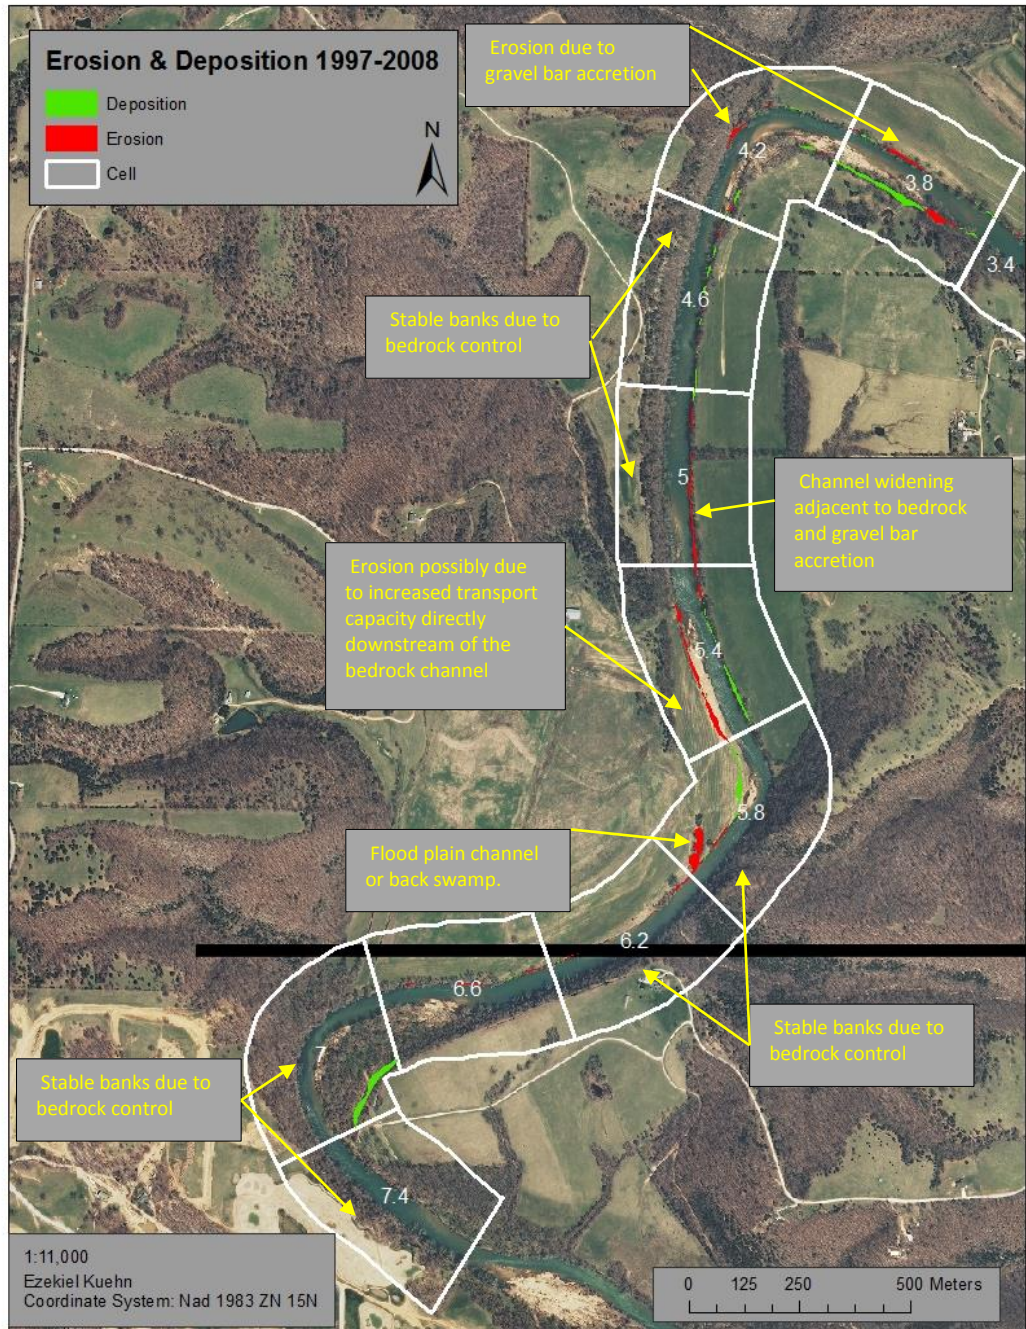 Erosion & Deposition 1997-2008
Deposition
Erosion
Cell
N
Erosion due to
gravel bar accretion
4.2
3.8
3.4
4.6
Stable banks due to
bedrock control
5
Channel widening
adjacent to bedrock
and gravel bar
accretion
Erosion possibly due
to increased transport
capacity directly
downstream of the
bedrock channel
5.4
5.8
Flood plain channel
or back swamp.
6.2
6.6
Stable banks due to
bedrock control
7
Stable banks due to
bedrock control
7.4
1:11,000
Ezekiel Kuehn
Coordinate System: Nad 1983 ZN 15N
0 125 250 500 Meters